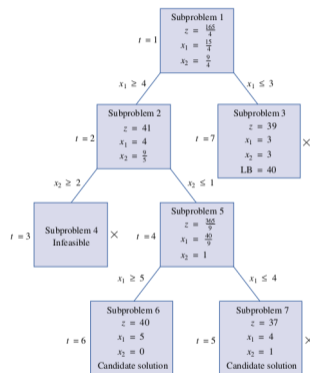 Subproblem 1
t = 1
z = 165/4
x₁ = 15/4
x₂ = 9/4
x₁ ≥ 4
x₁ ≤ 3
Subproblem 2
t = 2
z = 41
x₁ = 4
x₂ = 9/5
Subproblem 3
t = 7
z = 39
x₁ = 3
x₂ = 3
LB = 40
×
x₂ ≥ 2
x₂ ≤ 1
t = 3
Subproblem 4
Infeasible
×
Subproblem 5
t = 4
z = 365/9
x₁ = 40/9
x₂ = 1
x₁ ≥ 5
x₁ ≤ 4
Subproblem 6
t = 6
z = 40
x₁ = 5
x₂ = 0
Candidate solution
Subproblem 7
t = 5
z = 37
x₁ = 4
x₂ = 1
Candidate solution
×